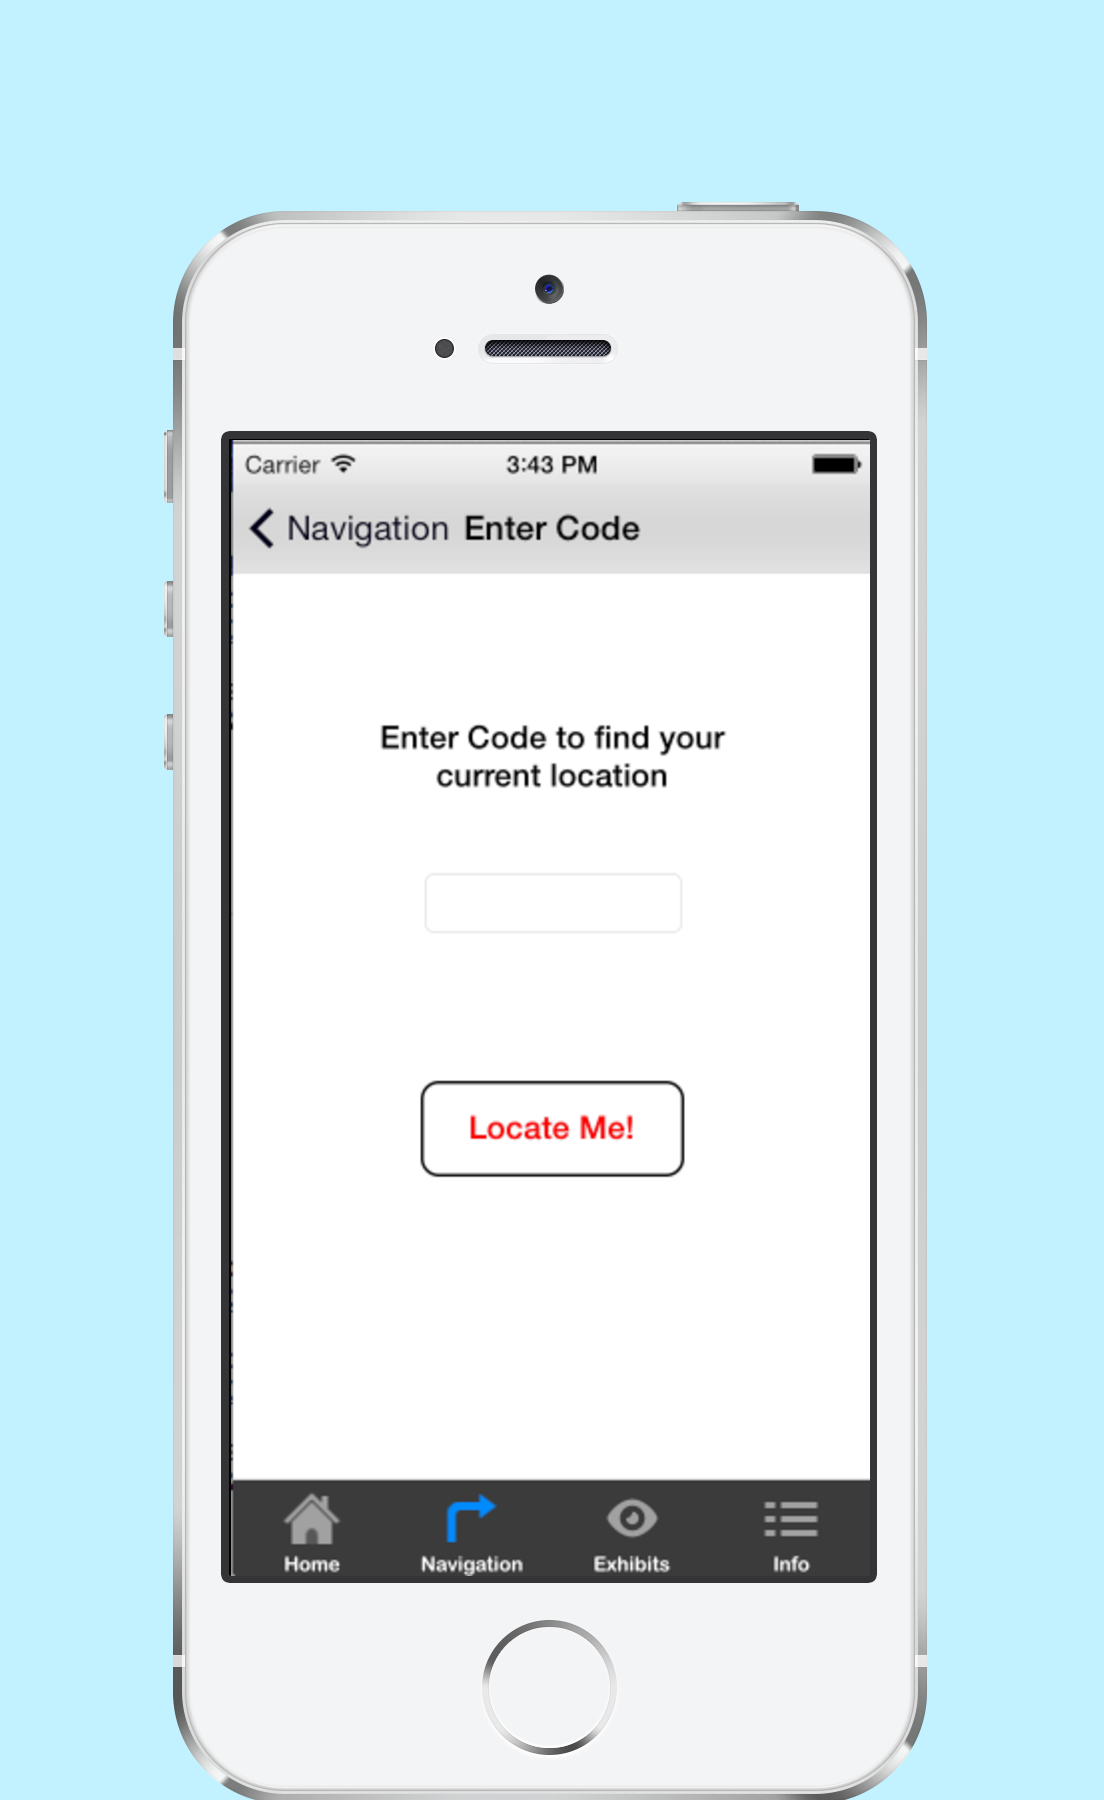 Carrier 3:43 PM
Navigation Enter Code
Enter Code to find your
current location
Locate Me!
Home Navigation Exhibits Info